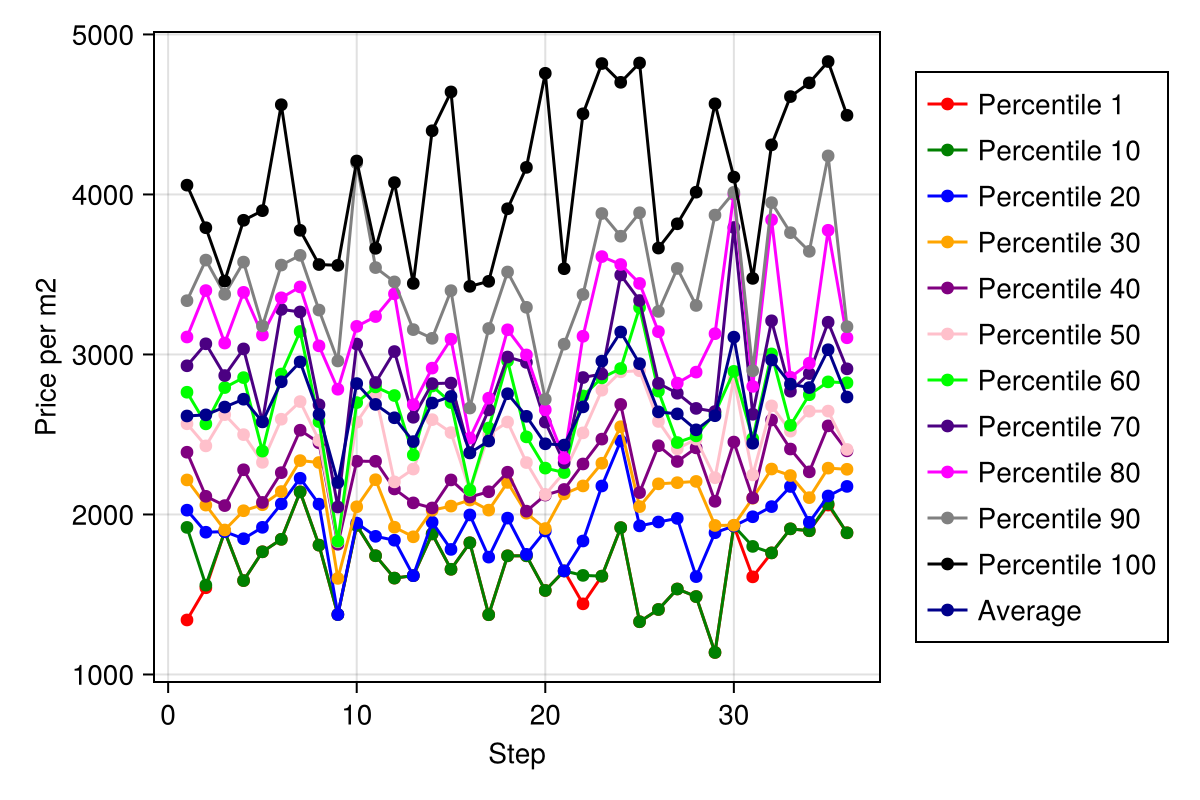 5000
4000
3000
2000
1000
Price per m2
0 10 20 30
Step
Percentile 1
Percentile 10
Percentile 20
Percentile 30
Percentile 40
Percentile 50
Percentile 60
Percentile 70
Percentile 80
Percentile 90
Percentile 100
Average